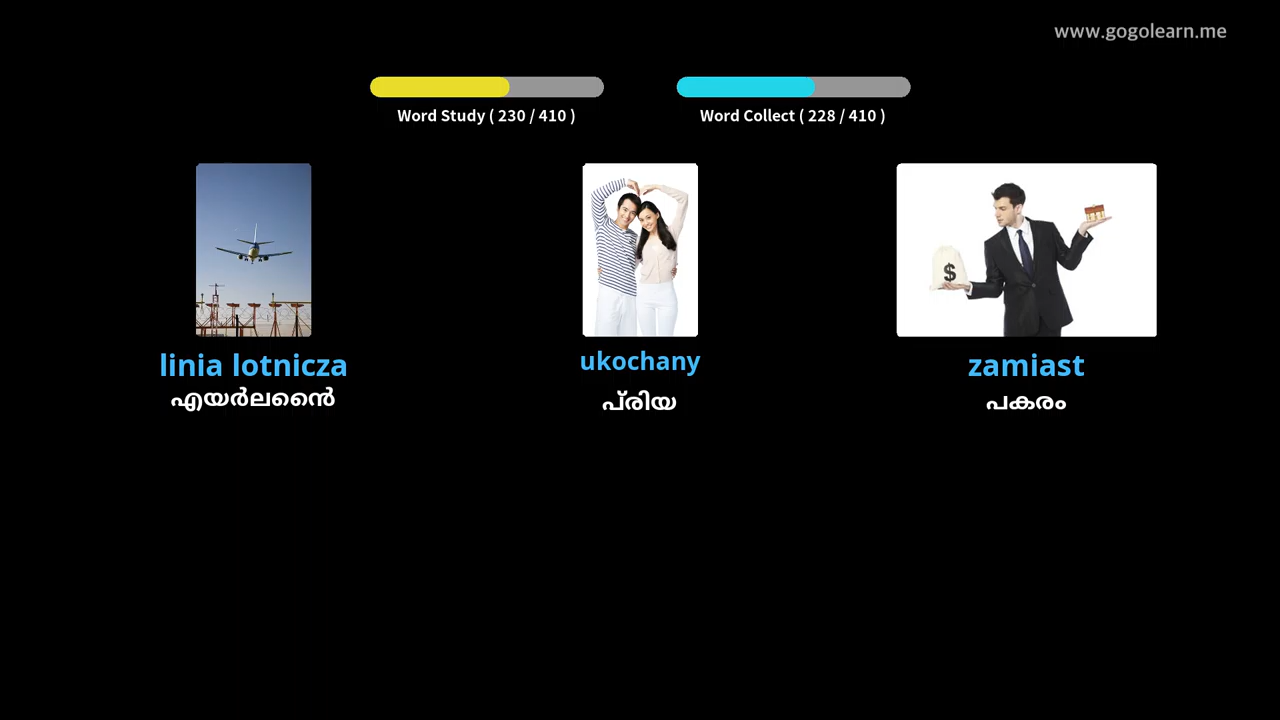 www.gogolearn.me
Word Study ( 230 / 410 )
Word Collect ( 228 / 410 )
linia lotnicza
ukochany
zamiast
എയർലൈൻ
പ്രിയ
പകരം
$